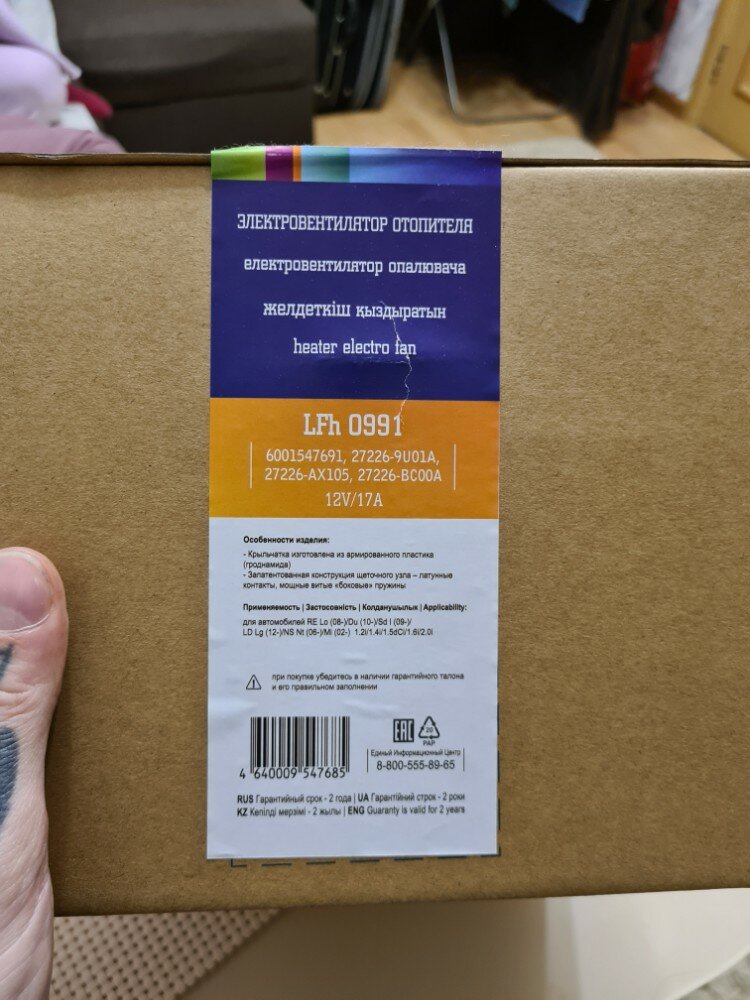 ЭЛЕКТРОВЕНТИЛЯТОР ОТОПИТЕЛЯ
електровентилятор опалювача
желдеткіш қыздыратын
heater electro fan
LFh 0991
6001547691, 27226-9U01A,
27226-AX105, 27226-BC00A
12V/17A
Особенности изделия:
- Крыльчатка изготовлена из армированного пластика
(гроднамида)
- Запатентованная конструкция щеточного узла – латунные
контакты, мощные витые «боковые» пружины
Применяемость | Застосовність | Колданушылык | Applicability:
для автомобилей RE Lo (08-)/Du (10-)/Sd I (09-)/
LD Lg (12-)/NS Nt (06-)/Mi (02-) 1.2i/1.4i/1.5dCi/1.6i/2.0i
при покупке убедитесь в наличии гарантийного талона
и его правильном заполнении
EAC
20
PAP
Единый Информационный Центр
8-800-555-89-65
4 640009 547685
RUS Гарантийный срок - 2 года | UA Гарантійний строк - 2 роки
KZ Кепілді мерзімі - 2 жылы | ENG Guaranty is valid for 2 years